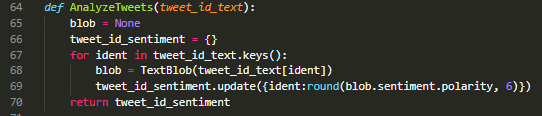 64 def AnalyzeTweets(tweet_id_text):
65     blob = None
66     tweet_id_sentiment = {}
67     for ident in tweet_id_text.keys():
68         blob = TextBlob(tweet_id_text[ident])
69         tweet_id_sentiment.update({ident:round(blob.sentiment.polarity, 6)})
70     return tweet_id_sentiment